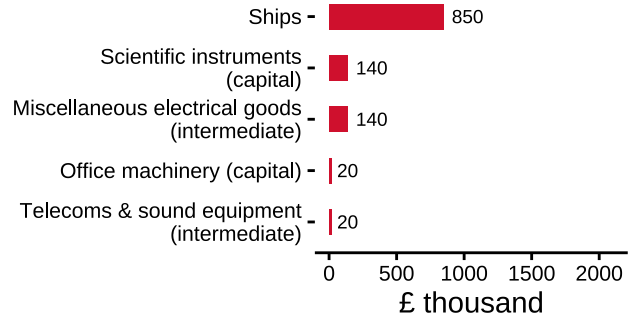 Ships 850
Scientific instruments
(capital) 140
Miscellaneous electrical goods
(intermediate) 140
Office machinery (capital) 20
Telecoms & sound equipment
(intermediate) 20
0 500 1000 1500 2000
£ thousand